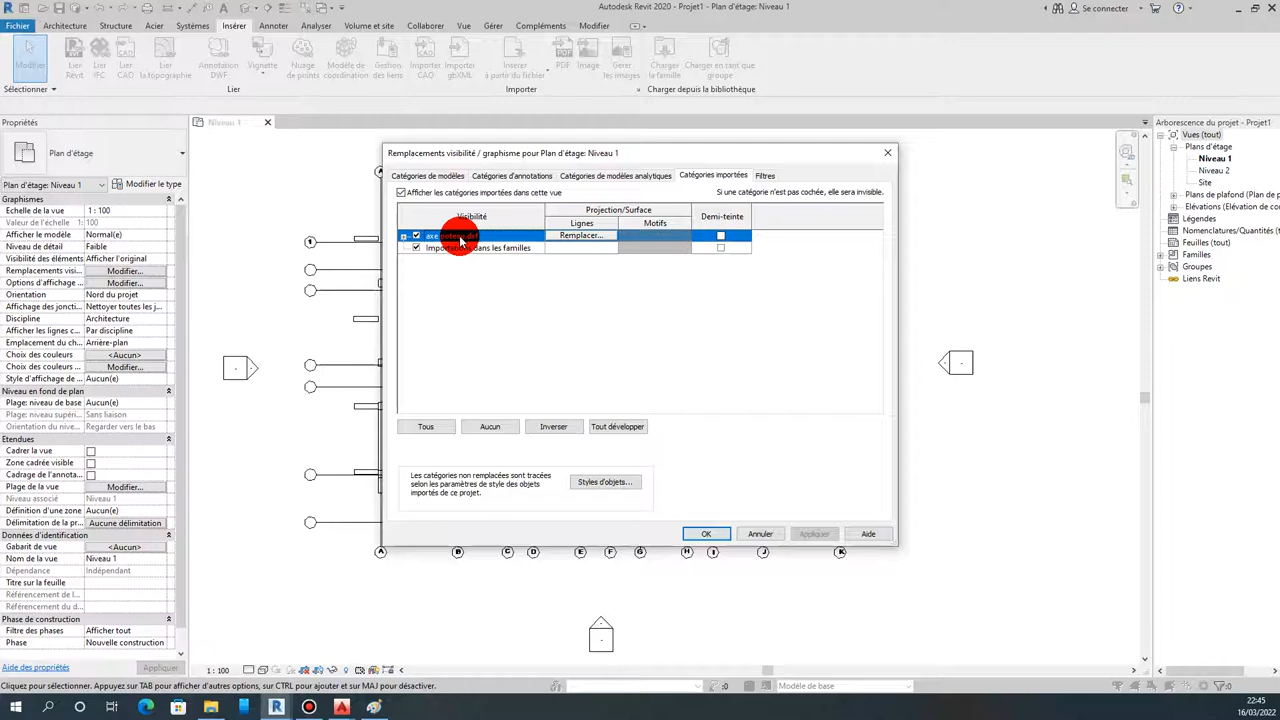 Autodesk Revit 2020 - Projet1 - Plan d'étage: Niveau 1
Se connecter
Fichier Architecture Structure Acier Systèmes Insérer Annoter Analyser Volume et site Collaborer Vue Gérer Compléments Modifier
Modifier
Lien Revit
Lien IFC
Lien CAO
Lien la topographie
Annotation DWF
Vignette
Nuage de points
Modèle de coordination
Gestion des liens
Importer CAO
Importer gbXML
Insérer à partir du fichier
PDF
Image
Gérer les images
Charger la famille
Charger en tant que groupe
Sélectionner
Lien
Importer
Charger depuis la bibliothèque
Propriétés
Niveau 1
Arborescence du projet - Projet1
Plan d'étage
Plan d'étage: Niveau 1 Modifier le type
Graphismes
Echelle de la vue 1 : 100
Valeur de l'échelle 1: 100
Afficher le modèle Normal(e)
Niveau de détail Faible
Visibilité des éléments Afficher l'original
Remplacements visi... Modifier...
Options d'affichage Modifier...
Orientation Nord du projet
Affichage des joncti... Nettoyer toutes les j...
Discipline Architecture
Afficher les lignes c... Par discipline
Emplacement du ch... Arrière-plan
Choix des couleurs <Aucun>
Choix des couleurs ... Modifier...
Style d'affichage de ... Aucun(e)
Niveau en fond de plan
Plage: niveau de base Aucun(e)
Plage: niveau supéri... Sans liaison
Orientation du nivea... Regarder vers le bas
Etendues
Cadrer la vue
Zone cadrée visible
Cadrage de l'annota...
Plage de la vue Modifier...
Niveau associé Niveau 1
Définition d'une zone Aucun(e)
Délimitation de la pr... Aucune délimitation
Données d'identification
Gabarit de vue <Aucun>
Nom de la vue Niveau 1
Dépendance Indépendant
Titre sur la feuille
Référencement de l...
Référencement du d...
Phase de construction
Filtre des phases Afficher tout
Phase Nouvelle construction
Aide des propriétés Appliquer
Remplacements visibilité / graphisme pour Plan d'étage: Niveau 1
Catégories de modèles Catégories d'annotations Catégories de modèles analytiques Catégories importées Filtres
Afficher les catégories importées dans cette vue Si une catégorie n'est pas cochée, elle sera invisible.
Visibilité Projection/Surface Demi-teinte
Lignes Motifs
axe Remplacer...
dans les familles
Tous Aucun Inverser Tout développer
Les catégories non remplacées sont tracées
selon les paramètres de style des objets
importés de ce projet.
Styles d'objets...
OK Annuler Appliquer Aide
1
A B C D E F G H I J K
Vues (tout)
Plans d'étage
Niveau 1
Niveau 2
Site
Plans de plafond (Plan d'éta
Elévations (Elévation d'arch
Légendes
Nomenclatures/Quantités (t
Feuilles (tout)
Familles
Groupes
Liens Revit
1 : 100
Cliquez pour sélectionner. Appuyez sur TAB pour afficher d'autres options, sur CTRL pour ajouter et sur MAJ pour désactiver.
:0 Modèle de base :0
22:45
16/03/2022